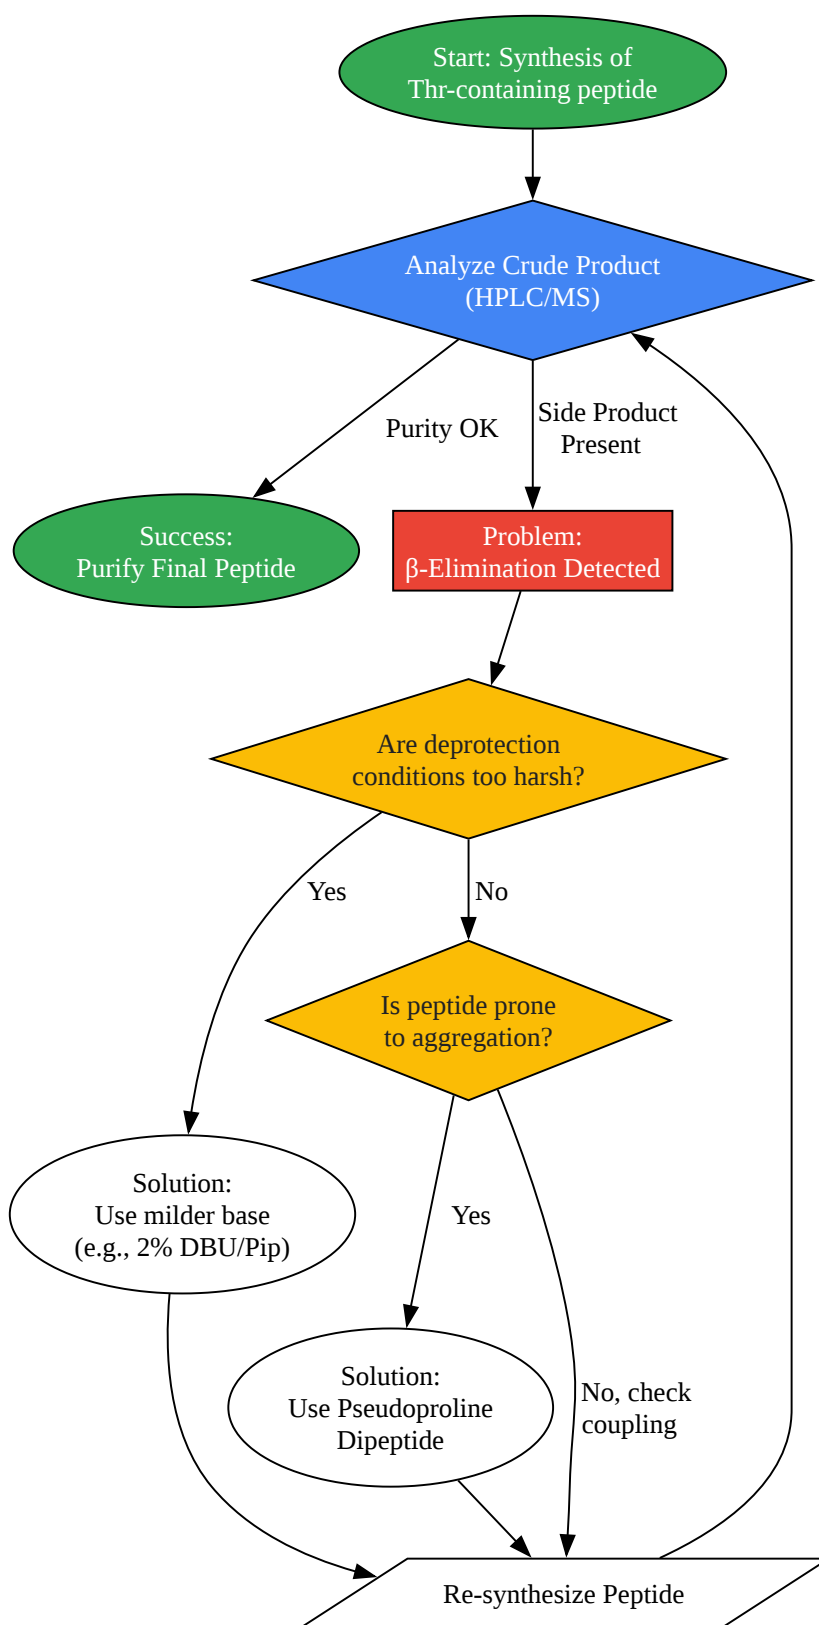 Start: Synthesis of
Thr-containing peptide
Analyze Crude Product
(HPLC/MS)
Purity OK
Side Product
Present
Success:
Purify Final Peptide
Problem:
β-Elimination Detected
Are deprotection
conditions too harsh?
Yes
No
Is peptide prone
to aggregation?
Solution:
Use milder base
(e.g., 2% DBU/Pip)
Yes
Solution:
Use Pseudoproline
Dipeptide
No, check
coupling
Re-synthesize Peptide